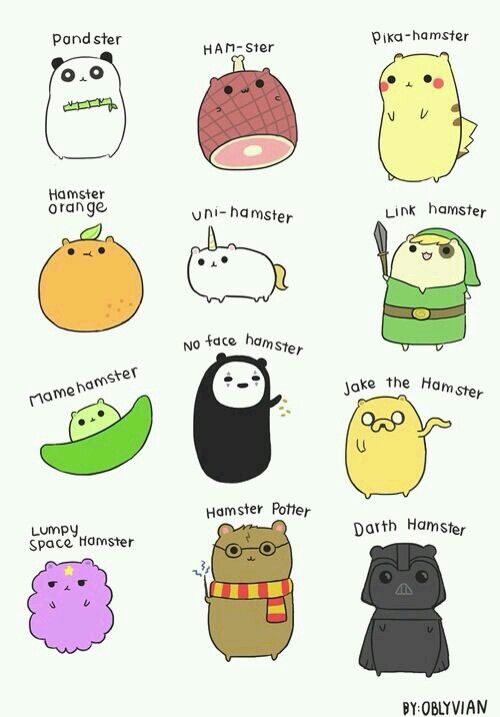 Pandster
HAM-ster
Pika-hamster
Hamster
orange
uni-hamster
Link hamster
Mamehamster
No face hamster
Jake the Hamster
Lumpy
Space Hamster
Hamster Potter
Darth Hamster
BY:OBLYVIAN